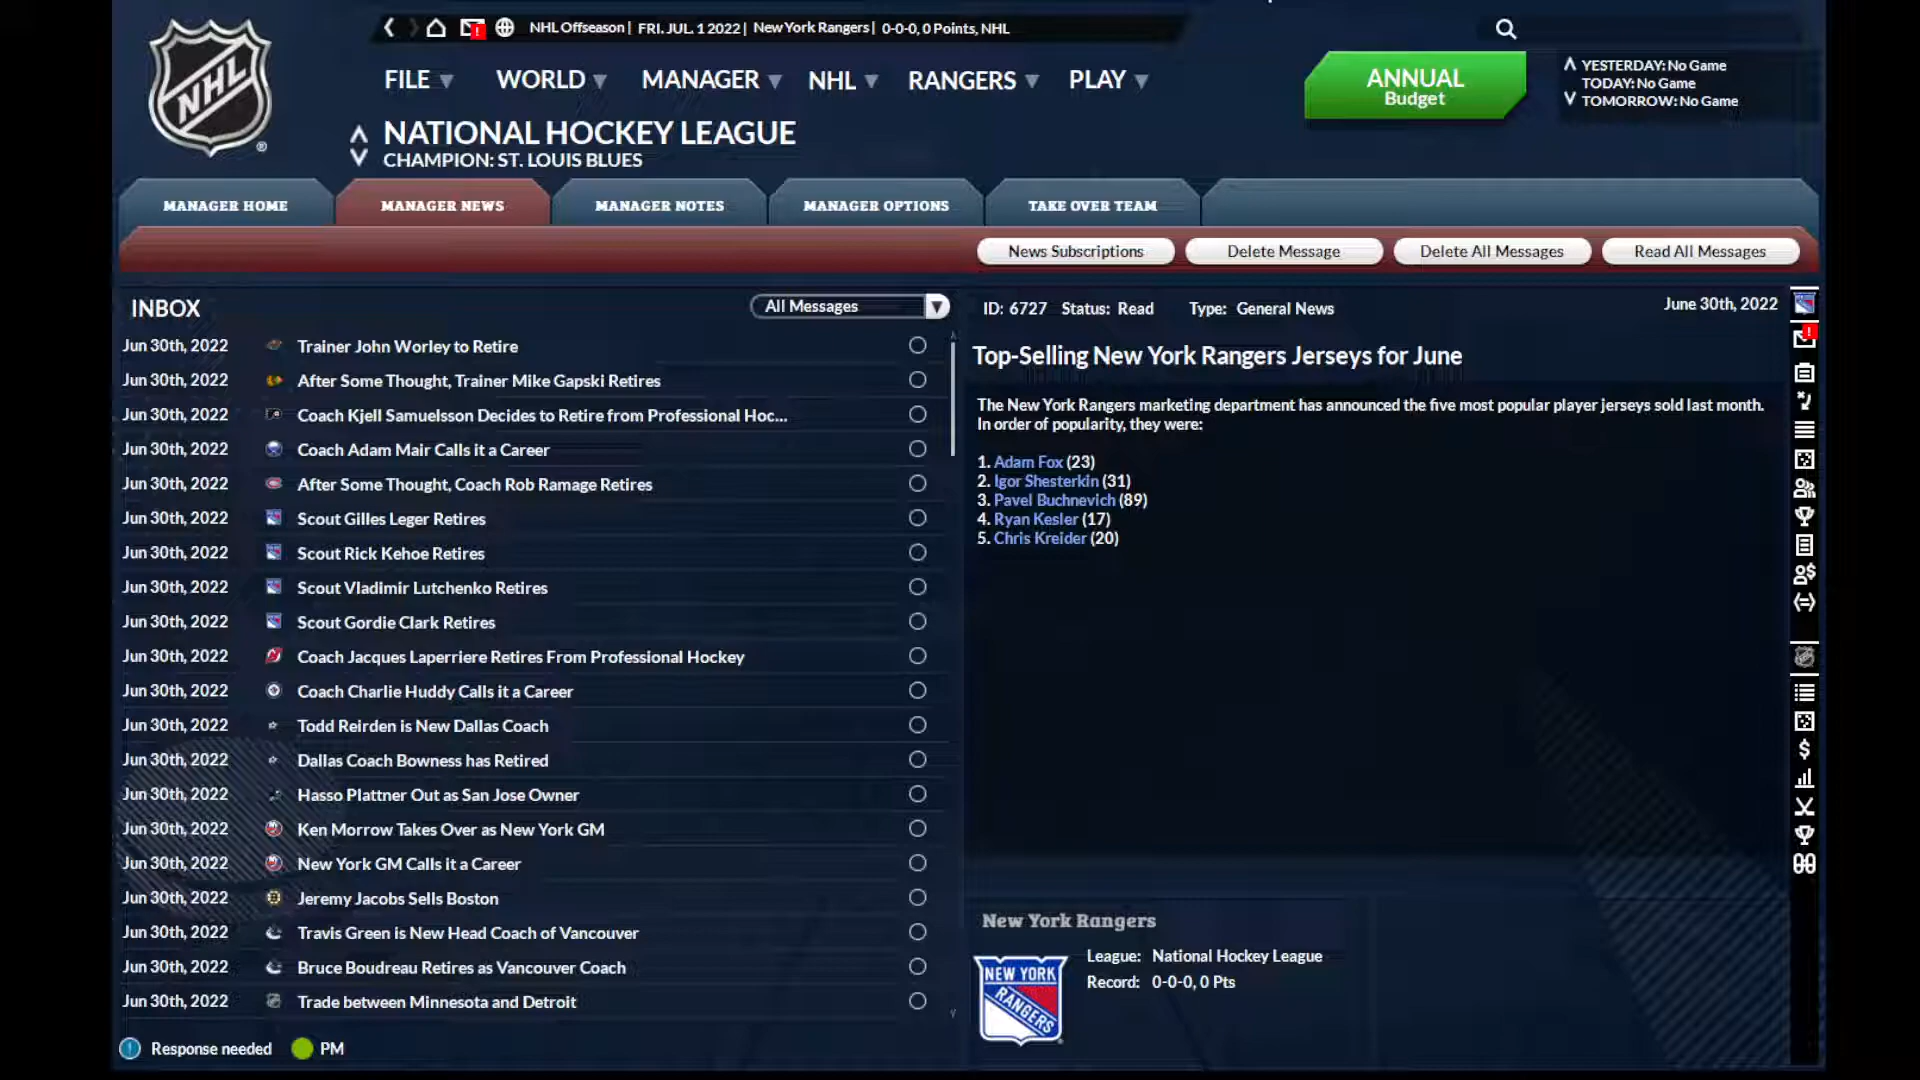 NHL Offseason | FRI. JUL. 1 2022 | New York Rangers | 0-0-0, 0 Points, NHL
FILE WORLD MANAGER NHL RANGERS PLAY
ANNUAL
Budget
YESTERDAY: No Game
TODAY: No Game
TOMORROW: No Game
NHL
NATIONAL HOCKEY LEAGUE
CHAMPION: ST. LOUIS BLUES
MANAGER HOME MANAGER NEWS MANAGER NOTES MANAGER OPTIONS TAKE OVER TEAM
News Subscriptions Delete Message Delete All Messages Read All Messages
INBOX All Messages
Jun 30th, 2022 Trainer John Worley to Retire
Jun 30th, 2022 After Some Thought, Trainer Mike Gapski Retires
Jun 30th, 2022 Coach Kjell Samuelsson Decides to Retire from Professional Hoc...
Jun 30th, 2022 Coach Adam Mair Calls it a Career
Jun 30th, 2022 After Some Thought, Coach Rob Ramage Retires
Jun 30th, 2022 Scout Gilles Leger Retires
Jun 30th, 2022 Scout Rick Kehoe Retires
Jun 30th, 2022 Scout Vladimir Lutchenko Retires
Jun 30th, 2022 Scout Gordie Clark Retires
Jun 30th, 2022 Coach Jacques Laperriere Retires From Professional Hockey
Jun 30th, 2022 Coach Charlie Huddy Calls it a Career
Jun 30th, 2022 Todd Reirden is New Dallas Coach
Jun 30th, 2022 Dallas Coach Bowness has Retired
Jun 30th, 2022 Hasso Plattner Out as San Jose Owner
Jun 30th, 2022 Ken Morrow Takes Over as New York GM
Jun 30th, 2022 New York GM Calls it a Career
Jun 30th, 2022 Jeremy Jacobs Sells Boston
Jun 30th, 2022 Travis Green is New Head Coach of Vancouver
Jun 30th, 2022 Bruce Boudreau Retires as Vancouver Coach
Jun 30th, 2022 Trade between Minnesota and Detroit
Response needed PM
ID: 6727 Status: Read Type: General News June 30th, 2022
Top-Selling New York Rangers Jerseys for June
The New York Rangers marketing department has announced the five most popular player jerseys sold last month.
In order of popularity, they were:
1. Adam Fox (23)
2. Igor Shesterkin (31)
3. Pavel Buchnevich (89)
4. Ryan Kesler (17)
5. Chris Kreider (20)
New York Rangers
NEW YORK
RANGERS
League: National Hockey League
Record: 0-0-0, 0 Pts